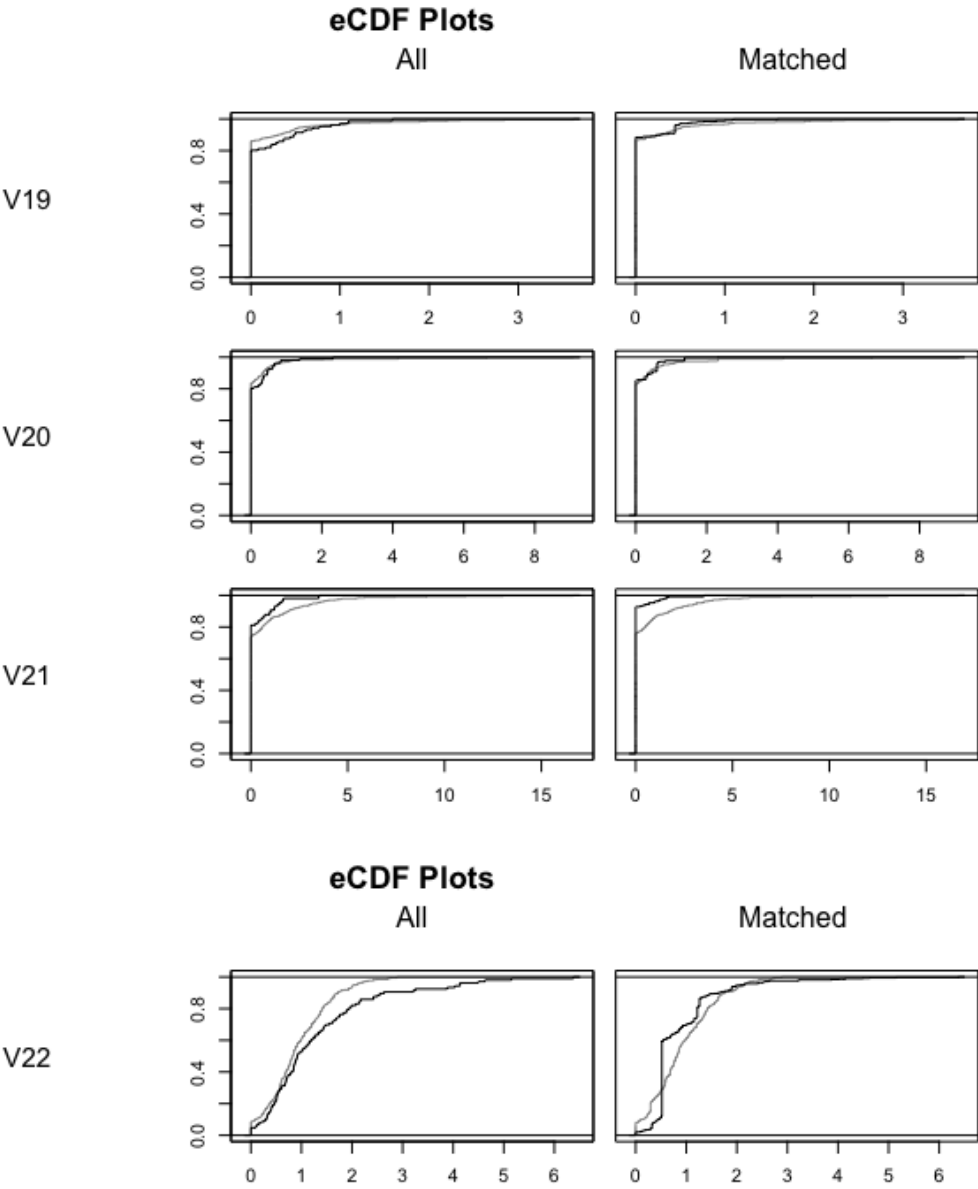 eCDF Plots
All Matched
V19
0.0 0.4 0.8
0 1 2 3 0 1 2 3
V20
0.0 0.4 0.8
0 2 4 6 8 0 2 4 6 8
V21
0.0 0.4 0.8
0 5 10 15 0 5 10 15
eCDF Plots
All Matched
V22
0.0 0.4 0.8
0 1 2 3 4 5 6 0 1 2 3 4 5 6